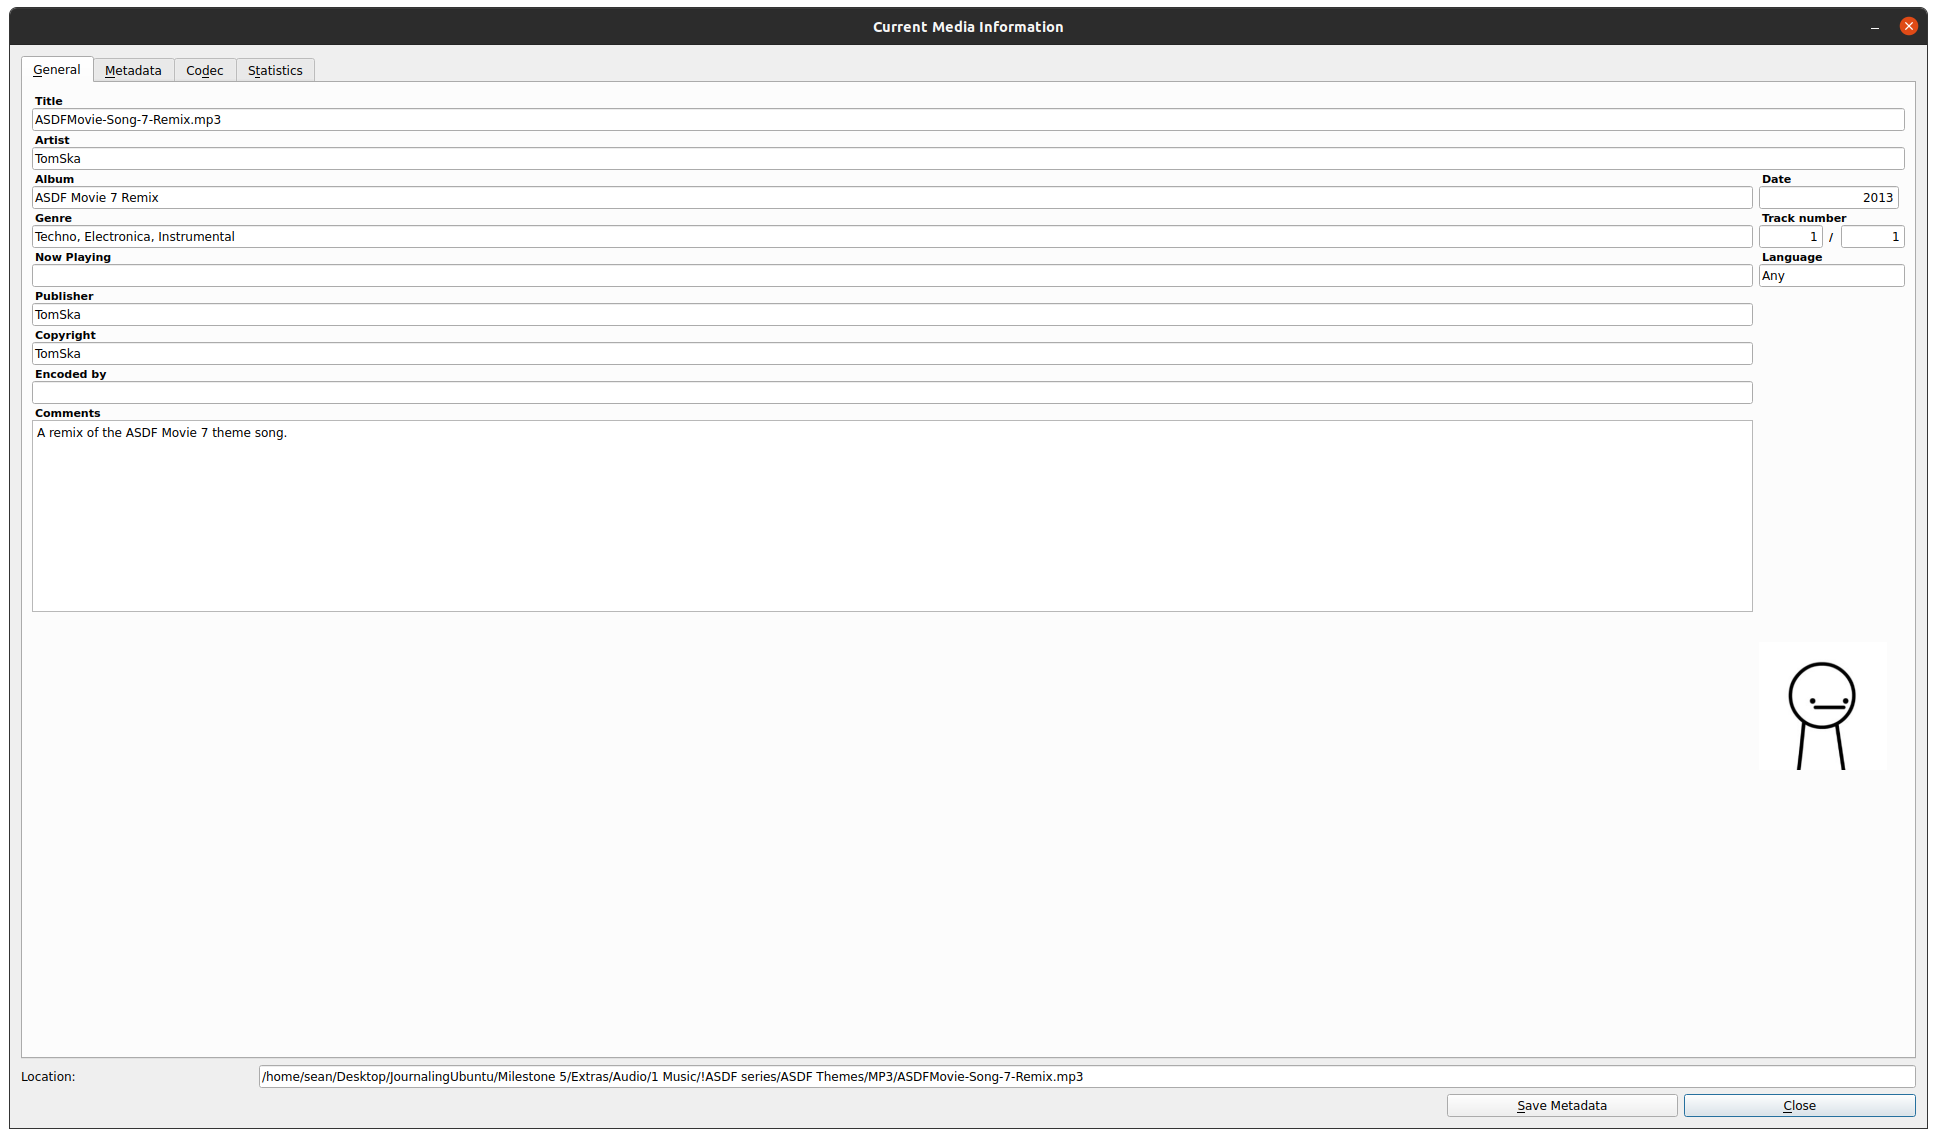 Current Media Information
General Metadata Codec Statistics
Title
ASDFMovie-Song-7-Remix.mp3
Artist
TomSka
Album Date
ASDF Movie 7 Remix 2013
Genre Track number
Techno, Electronica, Instrumental 1 / 1
Now Playing Language
Any
Publisher
TomSka
Copyright
TomSka
Encoded by
Comments
A remix of the ASDF Movie 7 theme song.
Location: /home/sean/Desktop/JournalingUbuntu/Milestone 5/Extras/Audio/1 Music/!ASDF series/ASDF Themes/MP3/ASDFMovie-Song-7-Remix.mp3
Save Metadata Close